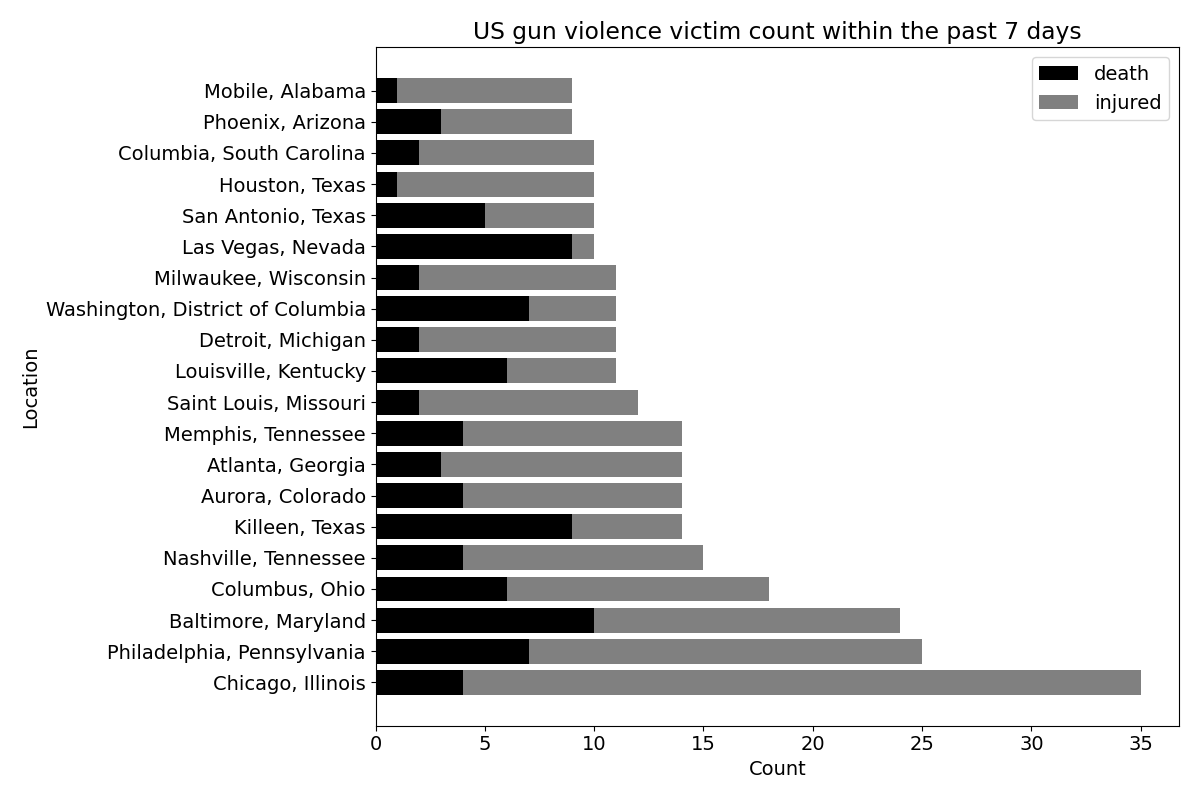 US gun violence victim count within the past 7 days
death
injured
Mobile, Alabama
Phoenix, Arizona
Columbia, South Carolina
Houston, Texas
San Antonio, Texas
Las Vegas, Nevada
Milwaukee, Wisconsin
Washington, District of Columbia
Detroit, Michigan
Louisville, Kentucky
Saint Louis, Missouri
Memphis, Tennessee
Atlanta, Georgia
Aurora, Colorado
Killeen, Texas
Nashville, Tennessee
Columbus, Ohio
Baltimore, Maryland
Philadelphia, Pennsylvania
Chicago, Illinois
Location
0 5 10 15 20 25 30 35
Count